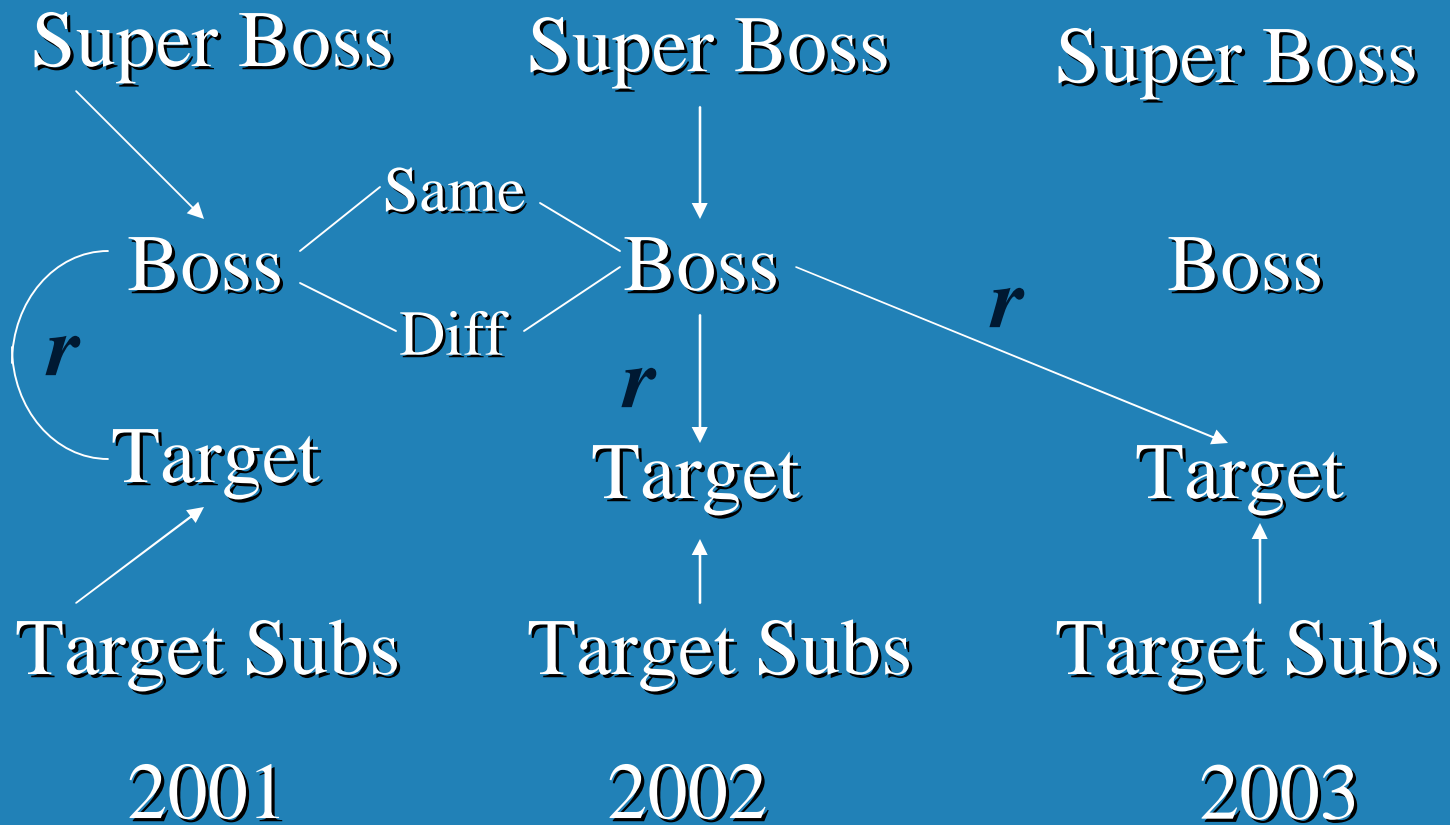 Super Boss Super Boss Super Boss
Same
Boss Boss Boss
r
Diff
r
r
Target Target Target
Target Subs Target Subs Target Subs
2001 2002 2003